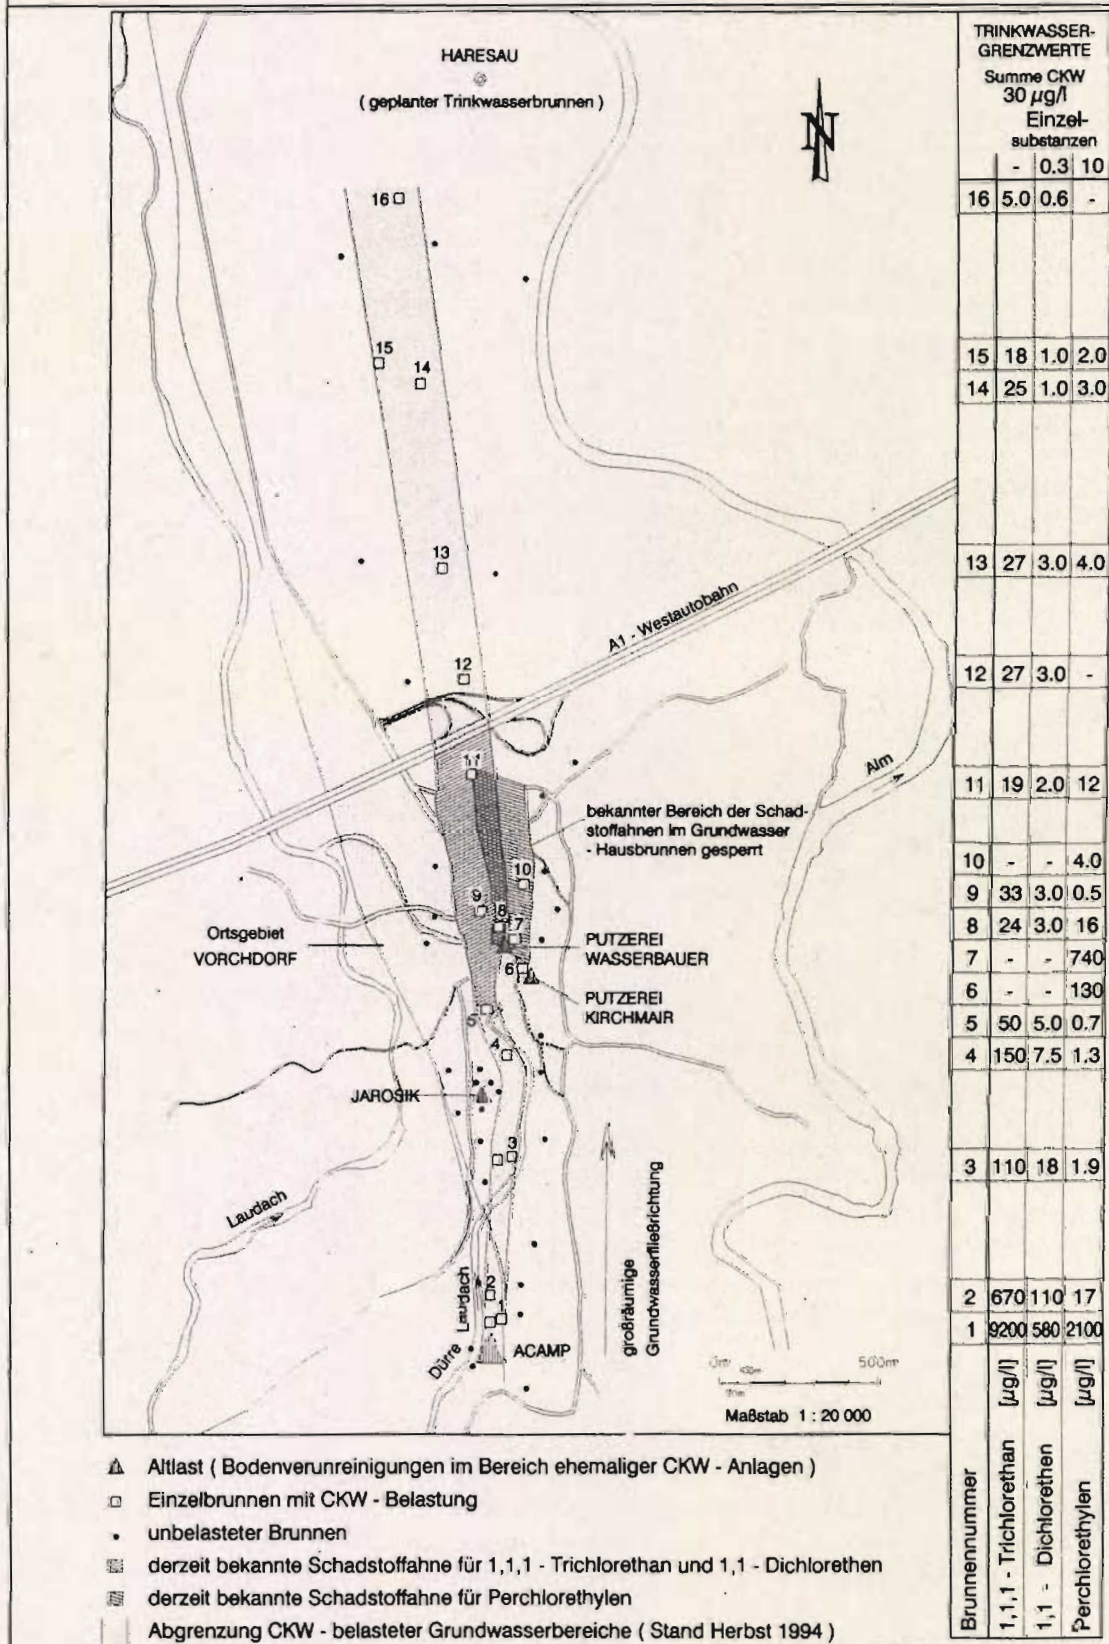 HARESAU
( geplanter Trinkwasserbrunnen )
N
16
15
14
13
12
A1 - Westautobahn
11
Alm
bekannter Bereich der Schad-
stoffahnen im Grundwasser
- Hausbrunnen gesperrt
10
9
8
7
Ortsgebiet
VORCHDORF
PUTZEREI
WASSERBAUER
6
PUTZEREI
KIRCHMAIR
5
4
JAROSIK
3
Laudach
großräumige
Grundwasserfließrichtung
2
1
Dürre Laudach
ACAMP
500m
Maßstab 1 : 20 000
TRINKWASSER-
GRENZWERTE
Summe CKW
30 µg/l
Einzel-
substanzen
- 0.3 10
16 5.0 0.6 -
15 18 1.0 2.0
14 25 1.0 3.0
13 27 3.0 4.0
12 27 3.0 -
11 19 2.0 12
10 - - 4.0
9 33 3.0 0.5
8 24 3.0 16
7 - - 740
6 - - 130
5 50 5.0 0.7
4 150 7.5 1.3
3 110 18 1.9
2 670 110 17
1 9200 580 2100
Brunnennummer
1,1,1 - Trichlorethan [µg/l]
1,1 - Dichlorethen [µg/l]
Perchlorethylen [µg/l]
Altlast ( Bodenverunreinigungen im Bereich ehemaliger CKW - Anlagen )
Einzelbrunnen mit CKW - Belastung
unbelasteter Brunnen
derzeit bekannte Schadstoffahne für 1,1,1 - Trichlorethan und 1,1 - Dichlorethen
derzeit bekannte Schadstoffahne für Perchlorethylen
Abgrenzung CKW - belasteter Grundwasserbereiche ( Stand Herbst 1994 )